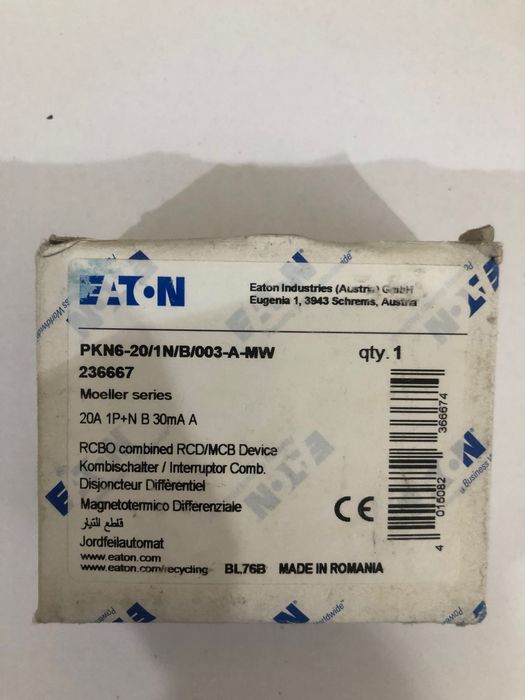 EATON
Eaton Industries (Austria) GmbH
Eugenia 1, 3943 Schrems, Austria
PKN6-20/1N/B/003-A-MW
qty. 1
236667
Moeller series
20A 1P+N B 30mA A
RCBO combined RCD/MCB Device
Kombischalter / Interruptor Comb.
Disjoncteur Différentiel
Magnetotermico Differenziale
قاطع التيار
Jordfeilautomat
www.eaton.com
www.eaton.com/recycling
BL76B MADE IN ROMANIA
CE
4 015082 366674